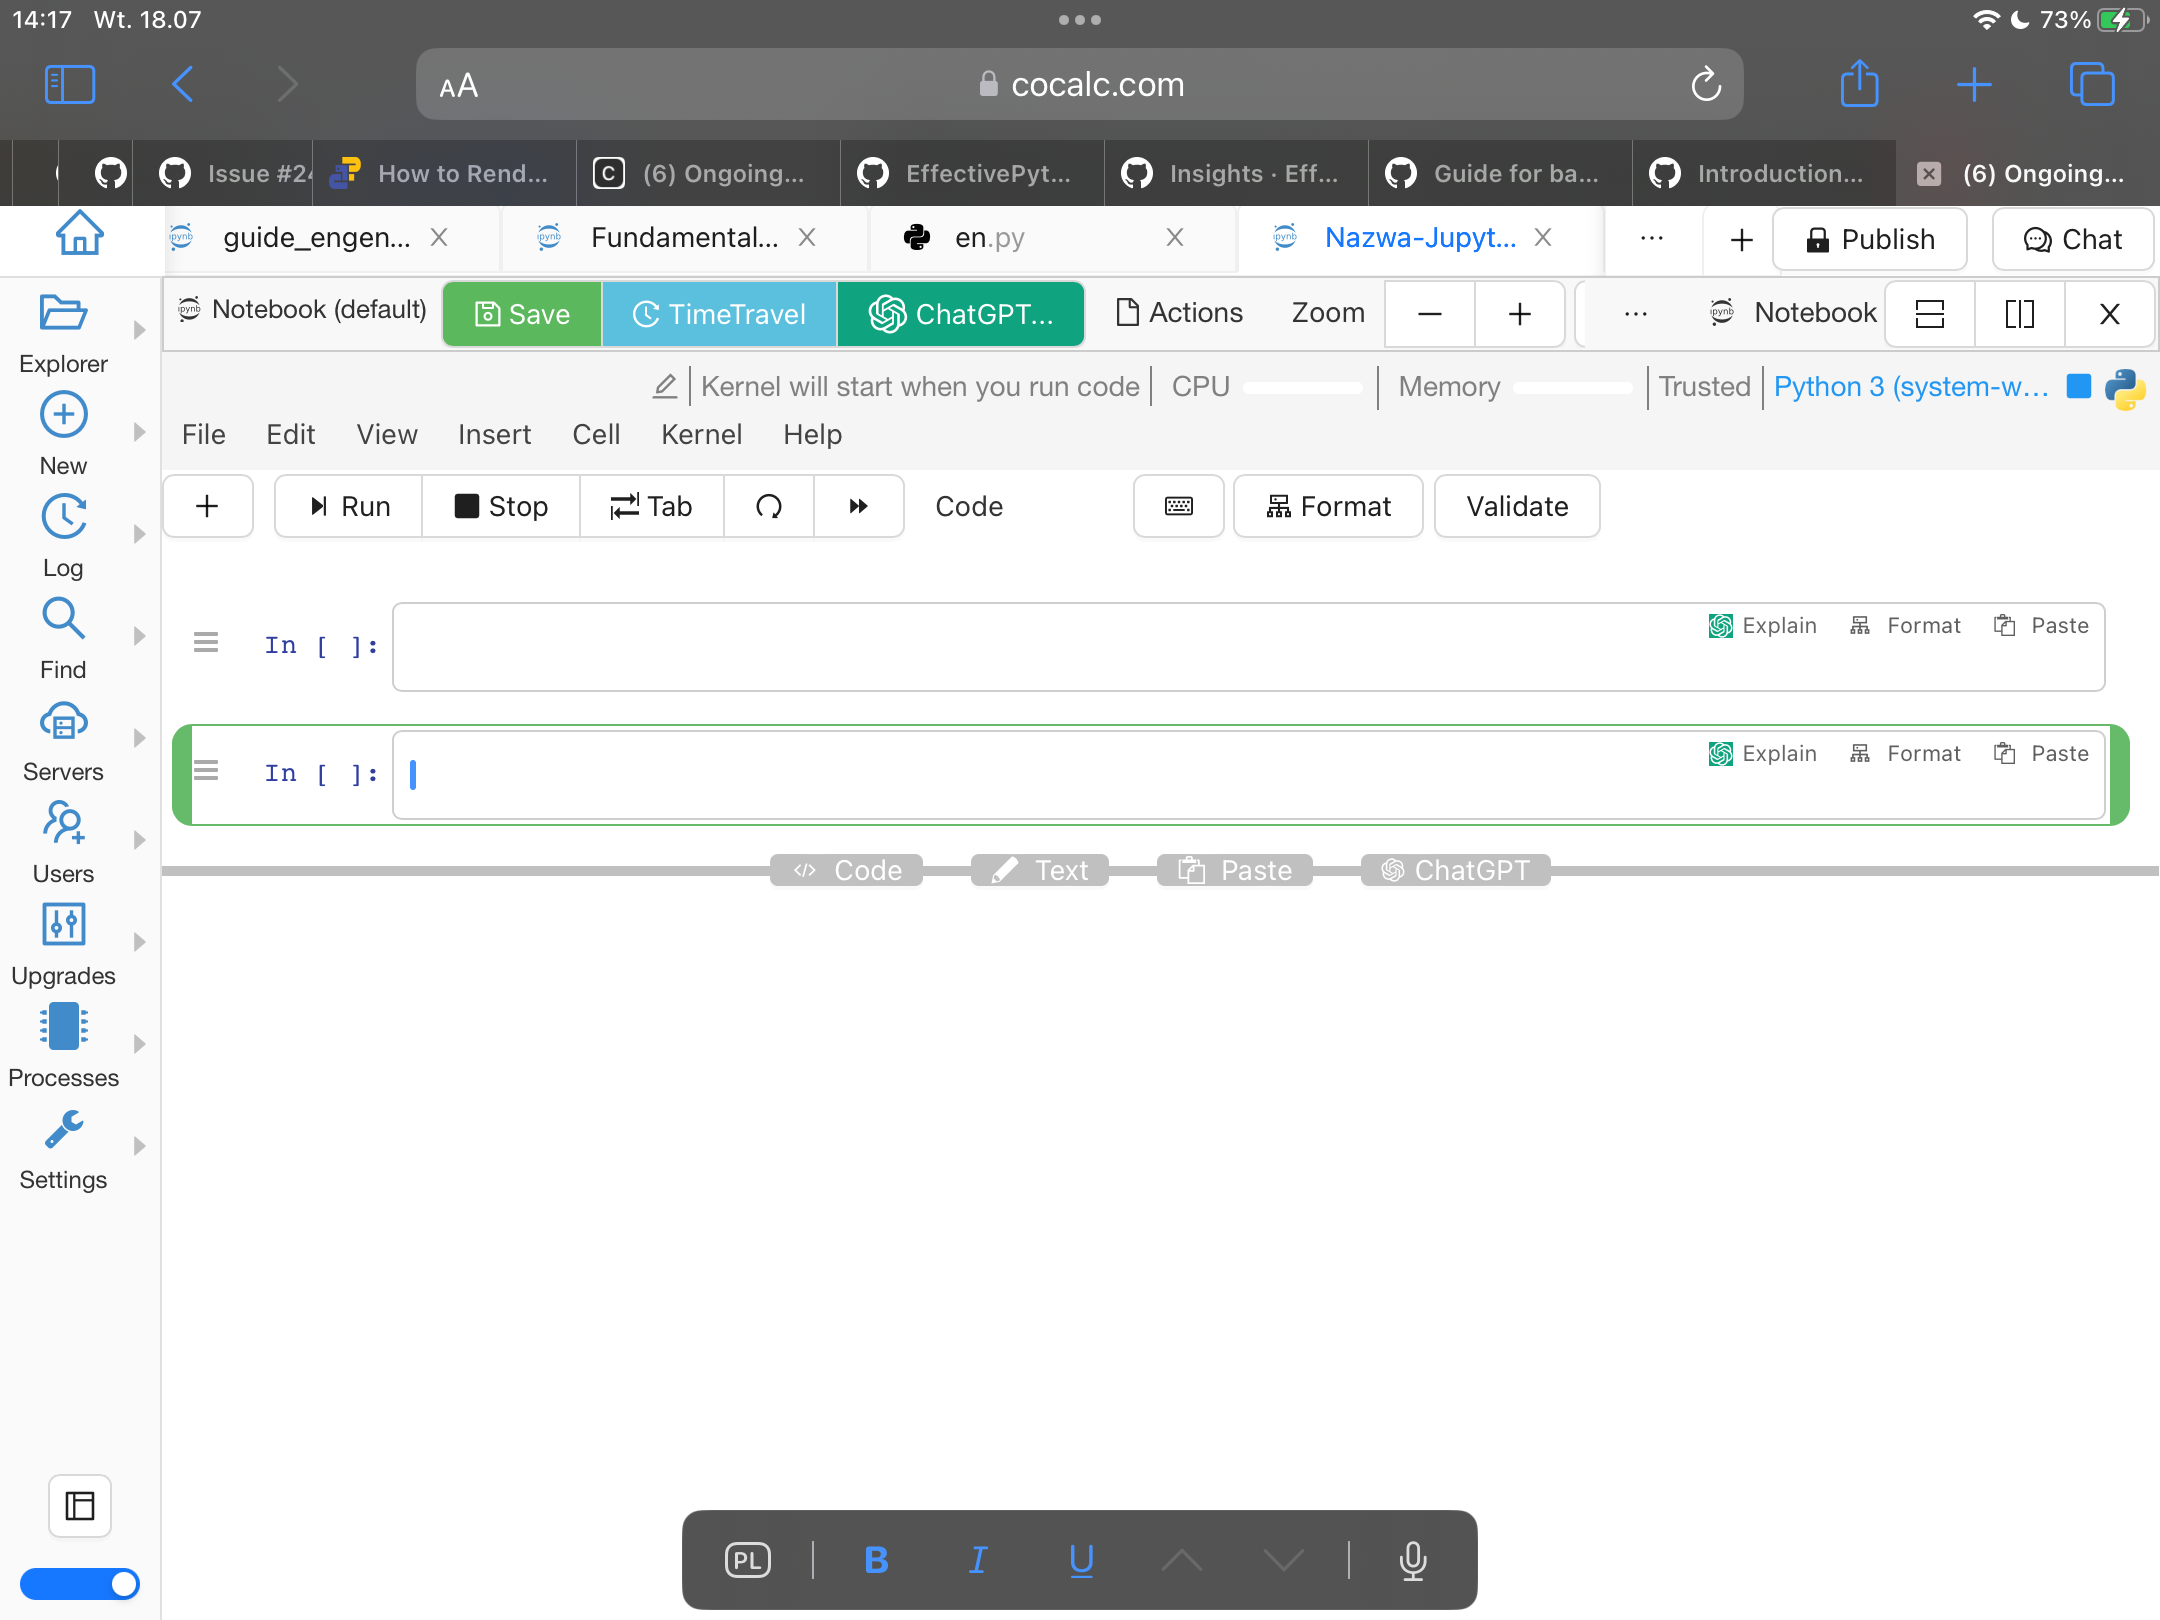 14:17 Wt. 18.07
73%
AA
cocalc.com
Issue #24
How to Rend...
(6) Ongoing...
EffectivePyt...
Insights · Eff...
Guide for ba...
Introduction...
(6) Ongoing...
guide_engen...
Fundamental...
en.py
Nazwa-Jupyt...
Publish
Chat
Notebook (default)
Save
TimeTravel
ChatGPT...
Actions
Zoom
Notebook
Kernel will start when you run code
CPU
Memory
Trusted
Python 3 (system-w...
File Edit View Insert Cell Kernel Help
Run
Stop
Tab
Code
Format
Validate
In [ ]:
Explain
Format
Paste
In [ ]:
Explain
Format
Paste
Code
Text
Paste
ChatGPT
Explorer
New
Log
Find
Servers
Users
Upgrades
Processes
Settings
PL
B
I
U